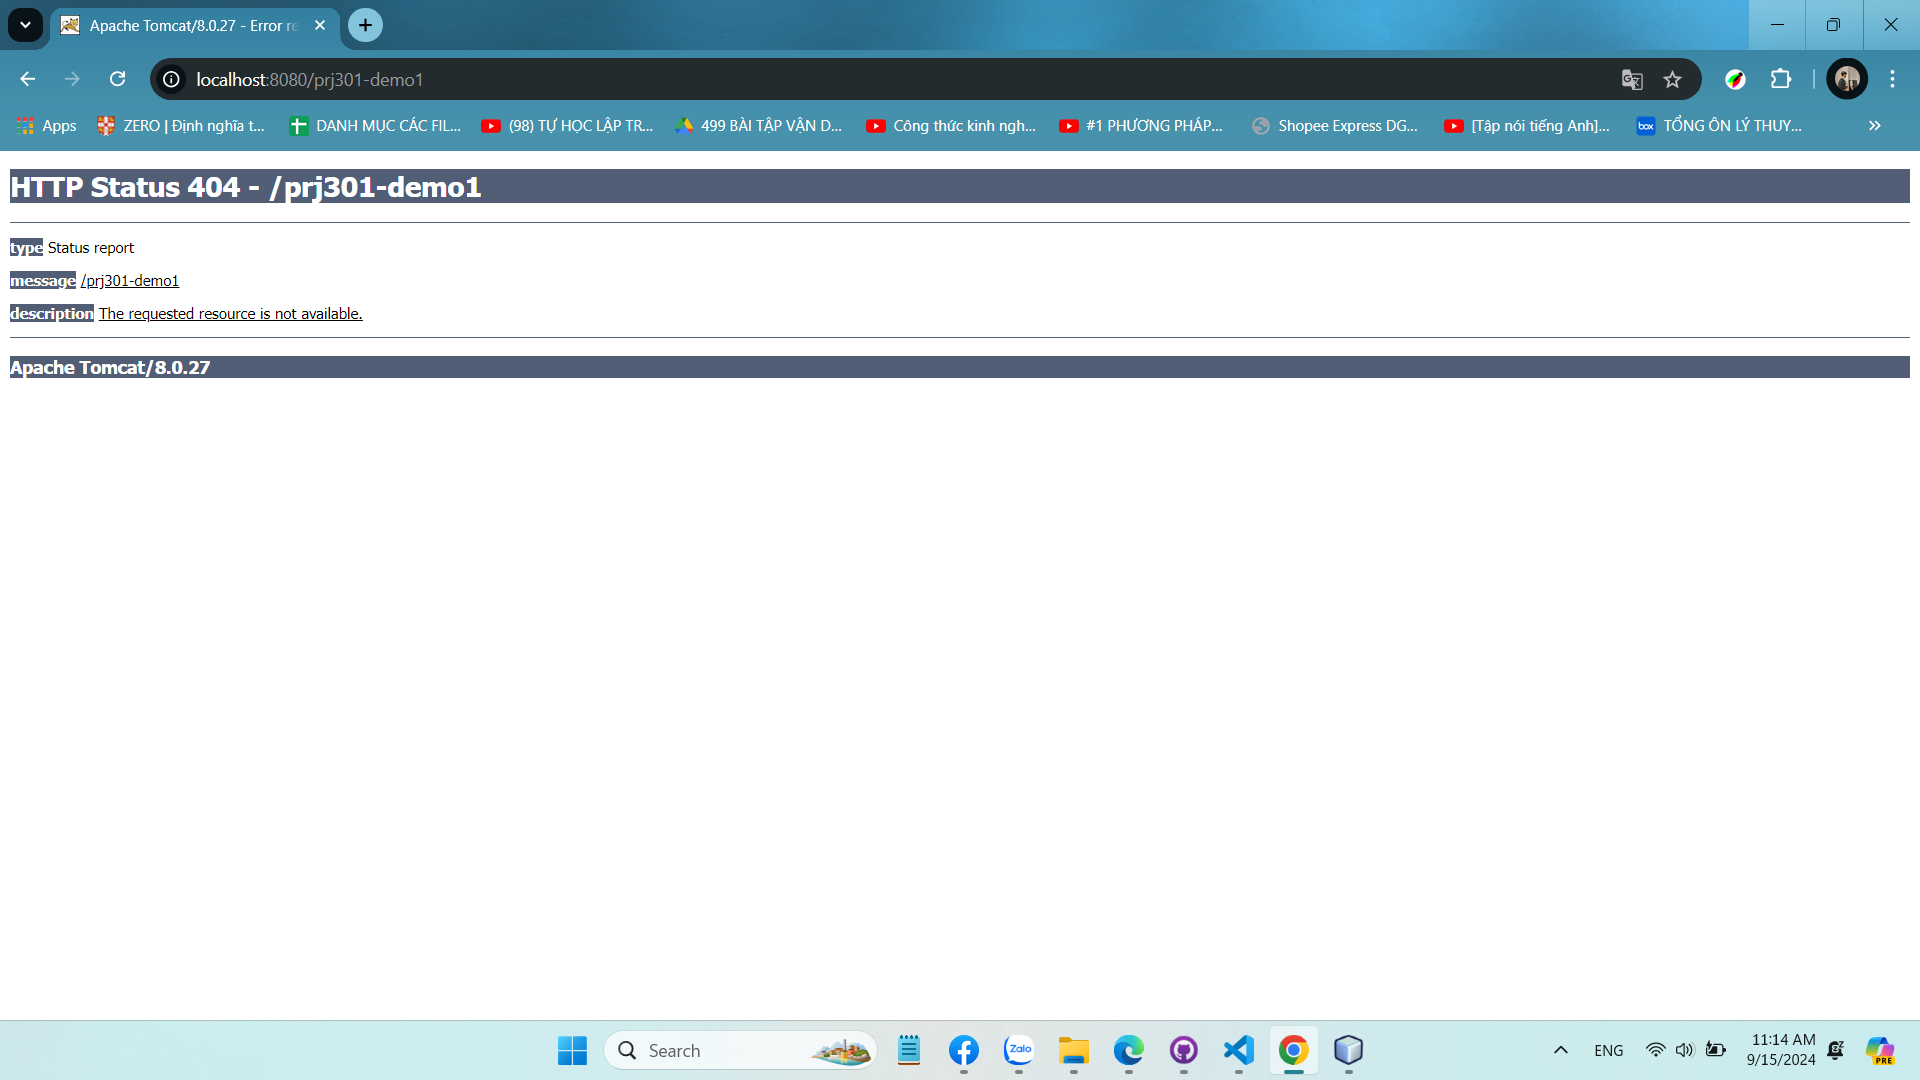 Apache Tomcat/8.0.27 - Error re
localhost:8080/prj301-demo1
Apps
ZERO | Định nghĩa t...
DANH MỤC CÁC FIL...
(98) TỰ HỌC LẬP TR...
499 BÀI TẬP VẬN D...
Công thức kinh ngh...
#1 PHƯƠNG PHÁP...
Shopee Express DG...
[Tập nói tiếng Anh]...
box
TỔNG ÔN LÝ THUY...
HTTP Status 404 - /prj301-demo1
type Status report
message /prj301-demo1
description The requested resource is not available.
Apache Tomcat/8.0.27
Search
Zalo
ENG
11:14 AM
9/15/2024
PRE